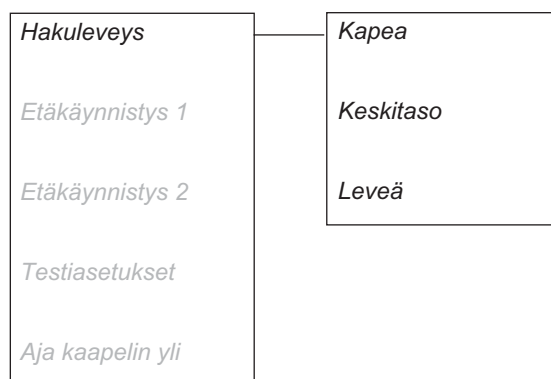 Hakuleveys
Etäkäynnistys 1
Etäkäynnistys 2
Testiasetukset
Aja kaapelin yli
Kapea
Keskitaso
Leveä